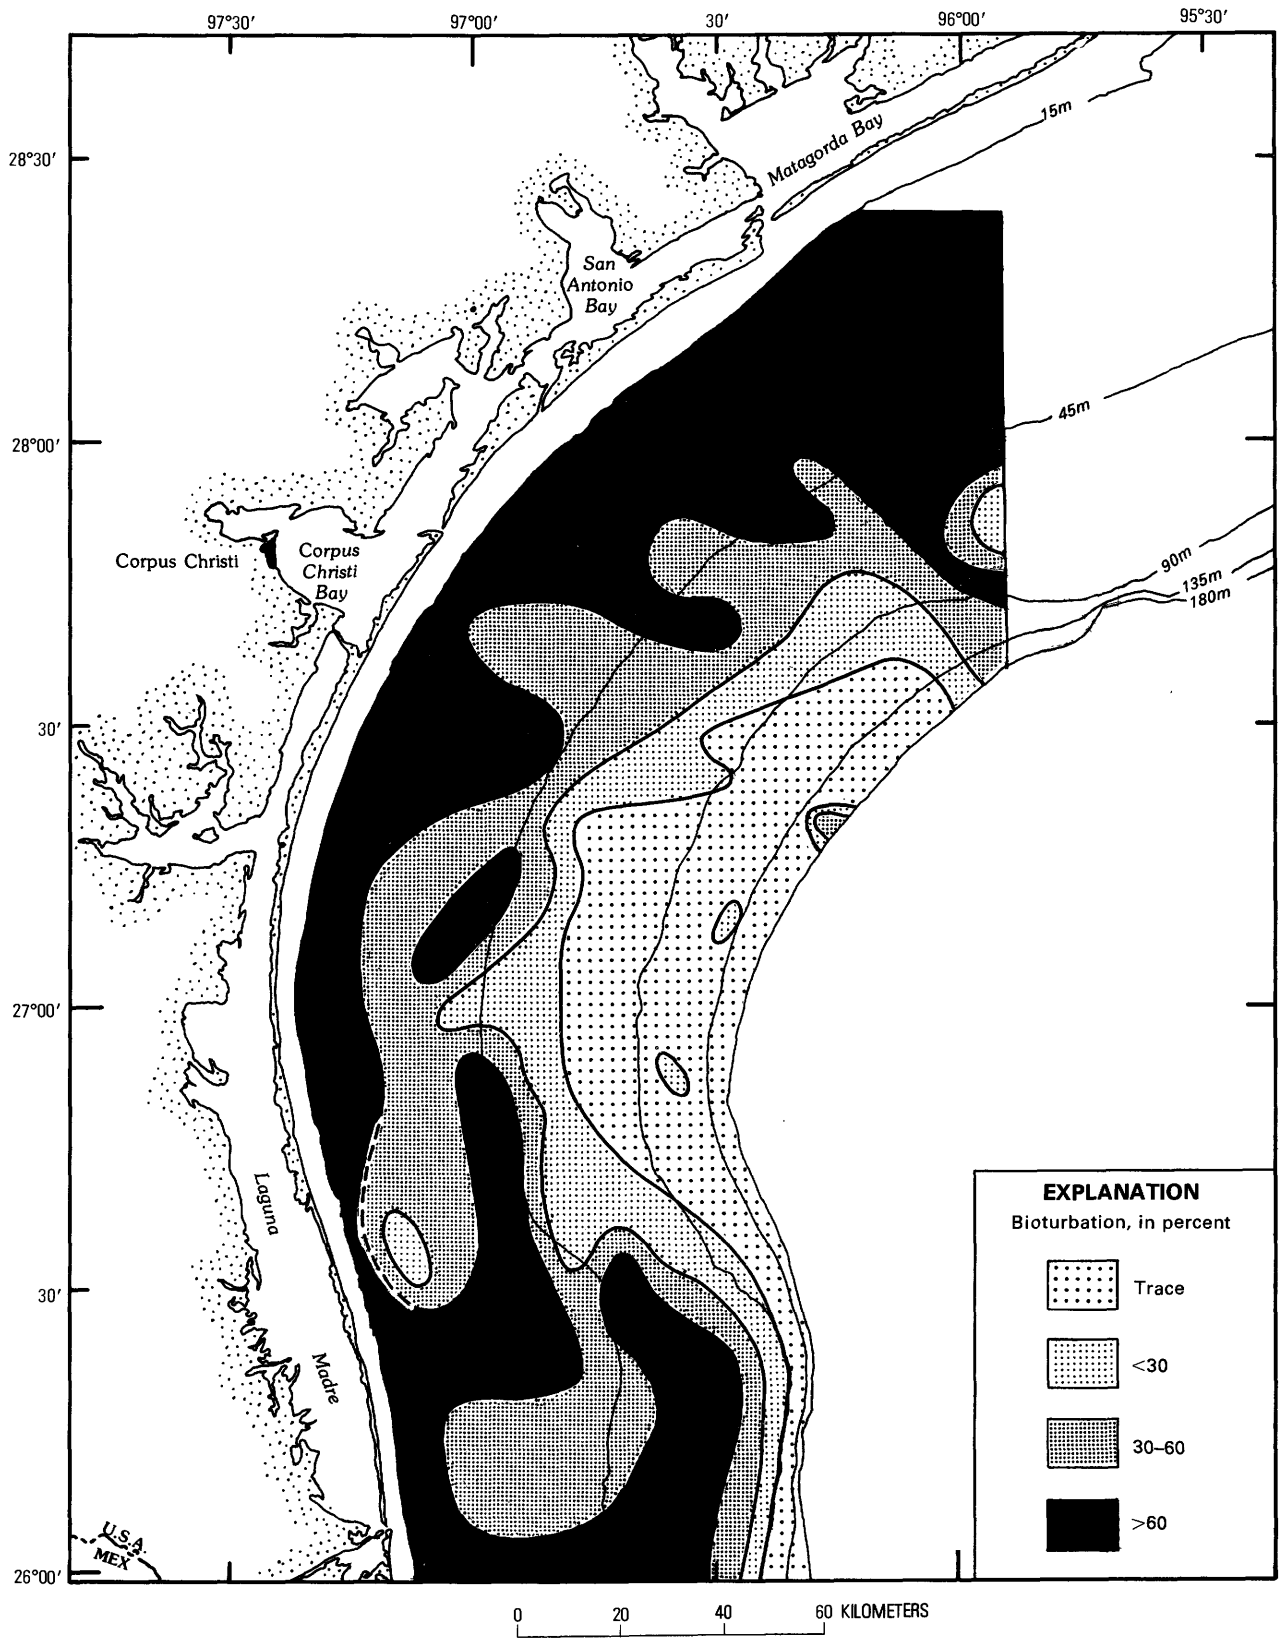 97°30′ 97°00′ 30′ 96°00′ 95°30′
15m
Matagorda Bay
28°30′
San
Antonio
Bay
45m
28°00′
Corpus Christi
Corpus
Christi
Bay
90m
135m
180m
30′
27°00′
Laguna
Madre
30′
EXPLANATION
Bioturbation, in percent
Trace
<30
30–60
>60
U.S.A
MEX
26°00′
0 20 40 60 KILOMETERS